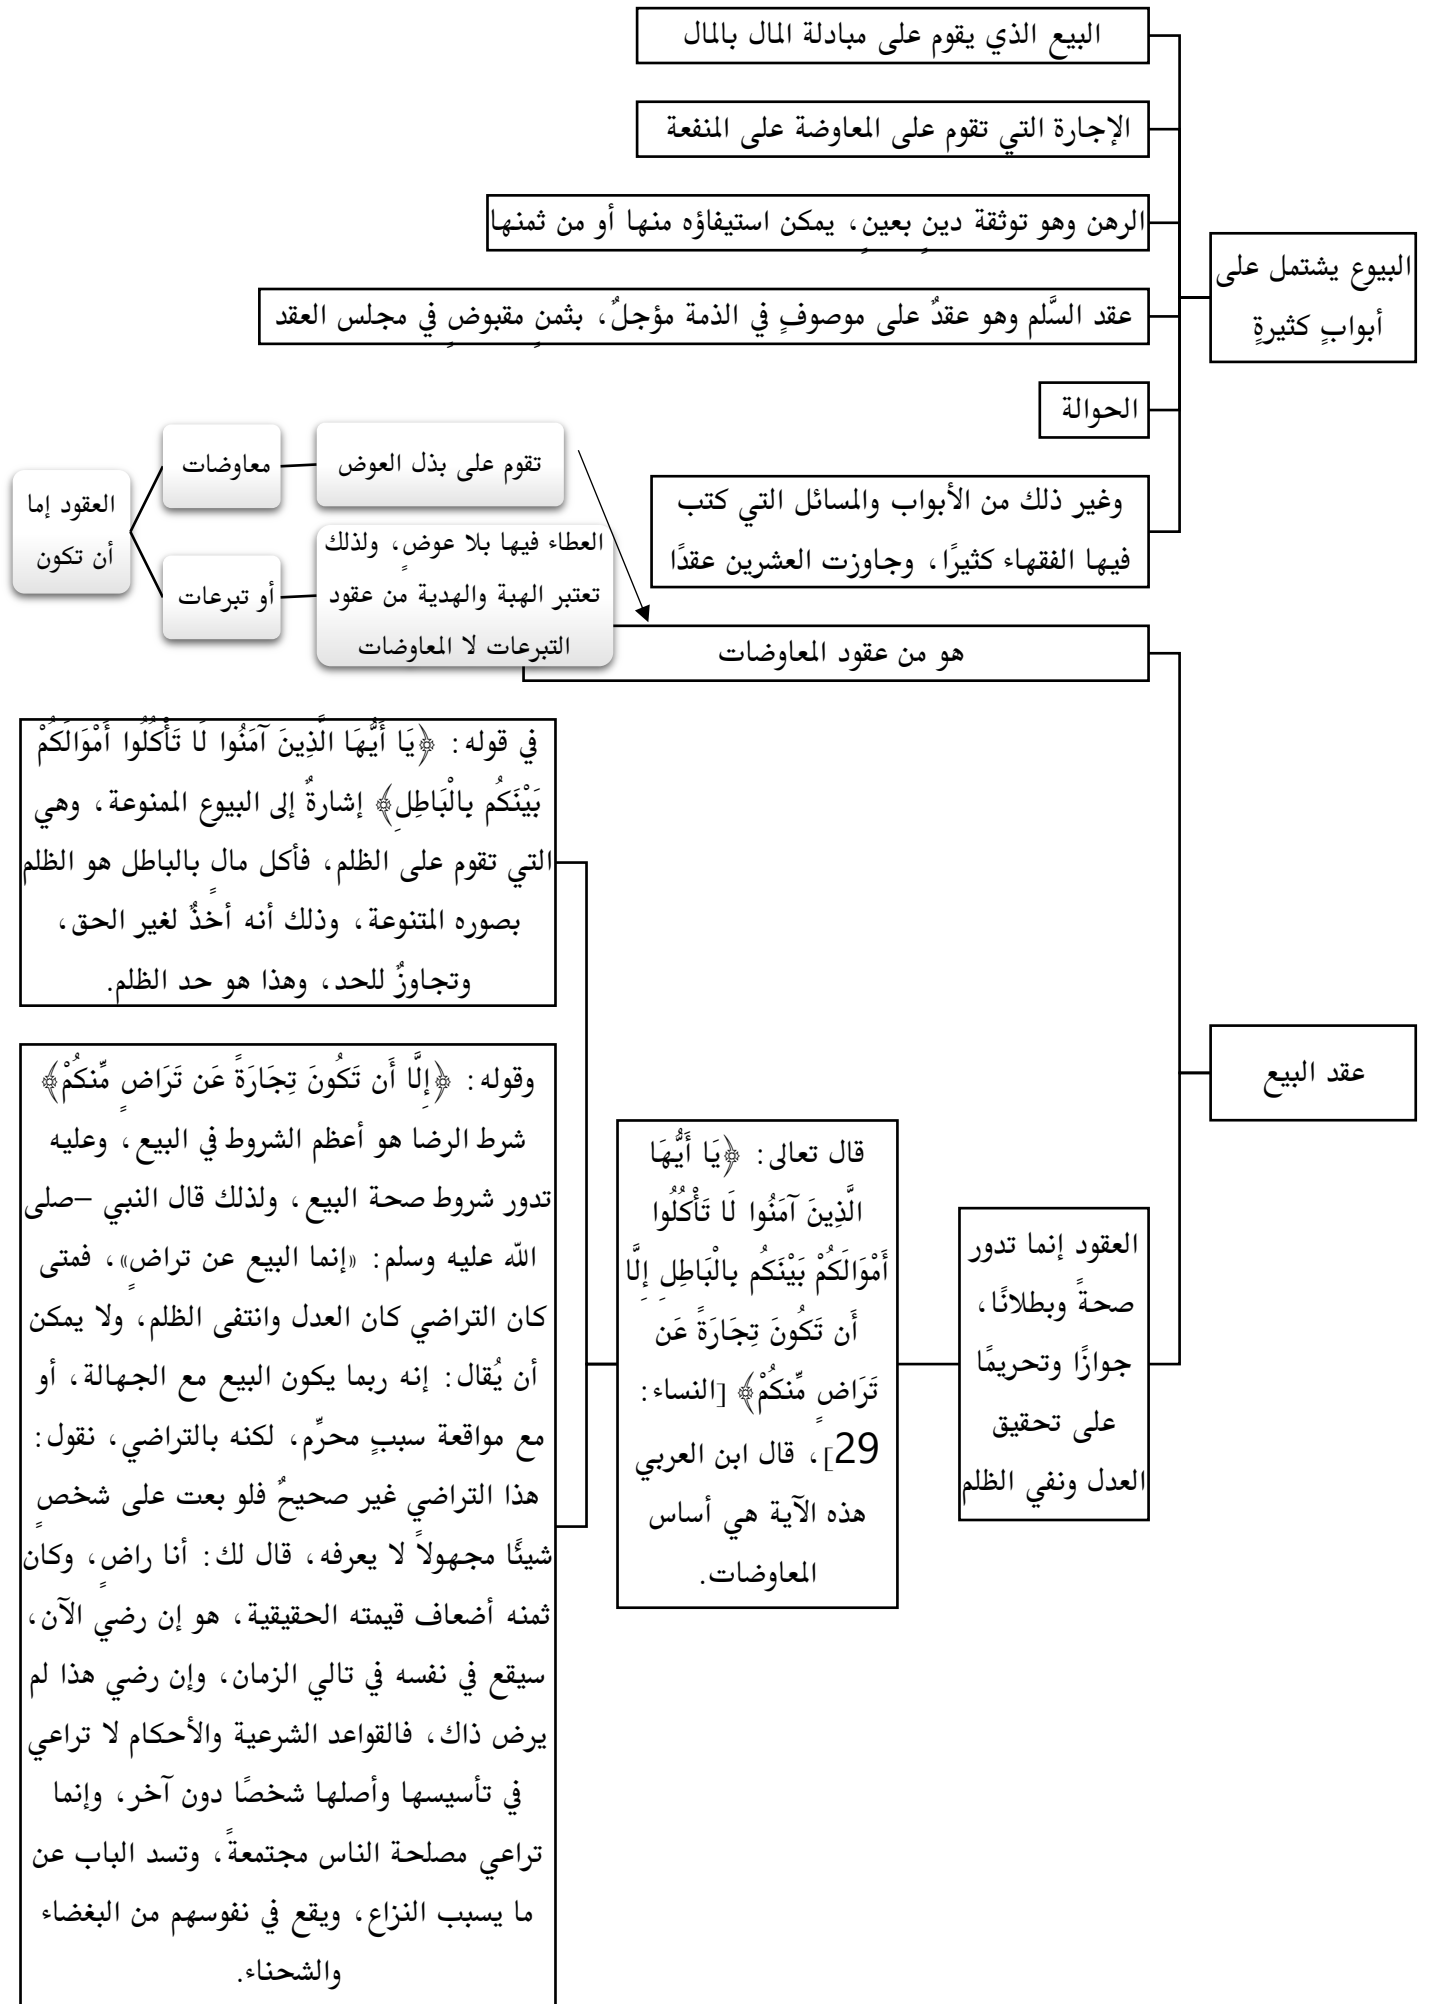 البيوع يشتمل على
أبوابٍ كثيرةٍ
البيع الذي يقوم على مبادلة المال بالمال
الإجارة التي تقوم على المعاوضة على المنفعة
الرهن وهو توثقة دينٍ بعينٍ، يمكن استيفاؤه منها أو من ثمنها
عقد السَّلم وهو عقدٌ على موصوفٍ في الذمة مؤجلٌ، بثمنٍ مقبوضٍ في مجلس العقد
الحوالة
وغير ذلك من الأبواب والمسائل التي كتب
فيها الفقهاء كثيرًا، وجاوزت العشرين عقدًا
العقود إما
أن تكون
معاوضات
تقوم على بذل العوض
أو تبرعات
العطاء فيها بلا عوضٍ، ولذلك
تعتبر الهبة والهدية من عقود
التبرعات لا المعاوضات
عقد البيع
هو من عقود المعاوضات
العقود إنما تدور
صحةً وبطلانًا،
جوازًا وتحريمًا
على تحقيق
العدل ونفي الظلم
قال تعالى: ﴿يَا أَيُّهَا
الَّذِينَ آمَنُوا لَا تَأْكُلُوا
أَمْوَالَكُمْ بَيْنَكُم بِالْبَاطِلِ إِلَّا
أَن تَكُونَ تِجَارَةً عَن
تَرَاضٍ مِّنكُمْ﴾ [النساء:
29]، قال ابن العربي
هذه الآية هي أساس
المعاوضات.
في قوله: ﴿يَا أَيُّهَا الَّذِينَ آمَنُوا لَا تَأْكُلُوا أَمْوَالَكُمْ
بَيْنَكُم بِالْبَاطِلِ﴾ إشارةٌ إلى البيوع الممنوعة، وهي
التي تقوم على الظلم، فأكل مالٍ بالباطل هو الظلم
بصوره المتنوعة، وذلك أنه أخذٌ لغير الحق،
وتجاوزٌ للحد، وهذا هو حد الظلم.
وقوله: ﴿إِلَّا أَن تَكُونَ تِجَارَةً عَن تَرَاضٍ مِّنكُمْ﴾
شرط الرضا هو أعظم الشروط في البيع، وعليه
تدور شروط صحة البيع، ولذلك قال النبي –صلى
الله عليه وسلم: «إنما البيع عن تراضٍ»، فمتى
كان التراضي كان العدل وانتفى الظلم، ولا يمكن
أن يُقال: إنه ربما يكون البيع مع الجهالة، أو
مع مواقعة سببٍ محرِّم، لكنه بالتراضي، نقول:
هذا التراضي غير صحيحٌ فلو بعت على شخصٍ
شيئًا مجهولاً لا يعرفه، قال لك: أنا راضٍ، وكان
ثمنه أضعاف قيمته الحقيقية، هو إن رضي الآن،
سيقع في نفسه في تالي الزمان، وإن رضي هذا لم
يرض ذاك، فالقواعد الشرعية والأحكام لا تراعي
في تأسيسها وأصلها شخصًا دون آخر، وإنما
تراعي مصلحة الناس مجتمعةً، وتسد الباب عن
ما يسبب النزاع، ويقع في نفوسهم من البغضاء
والشحناء.